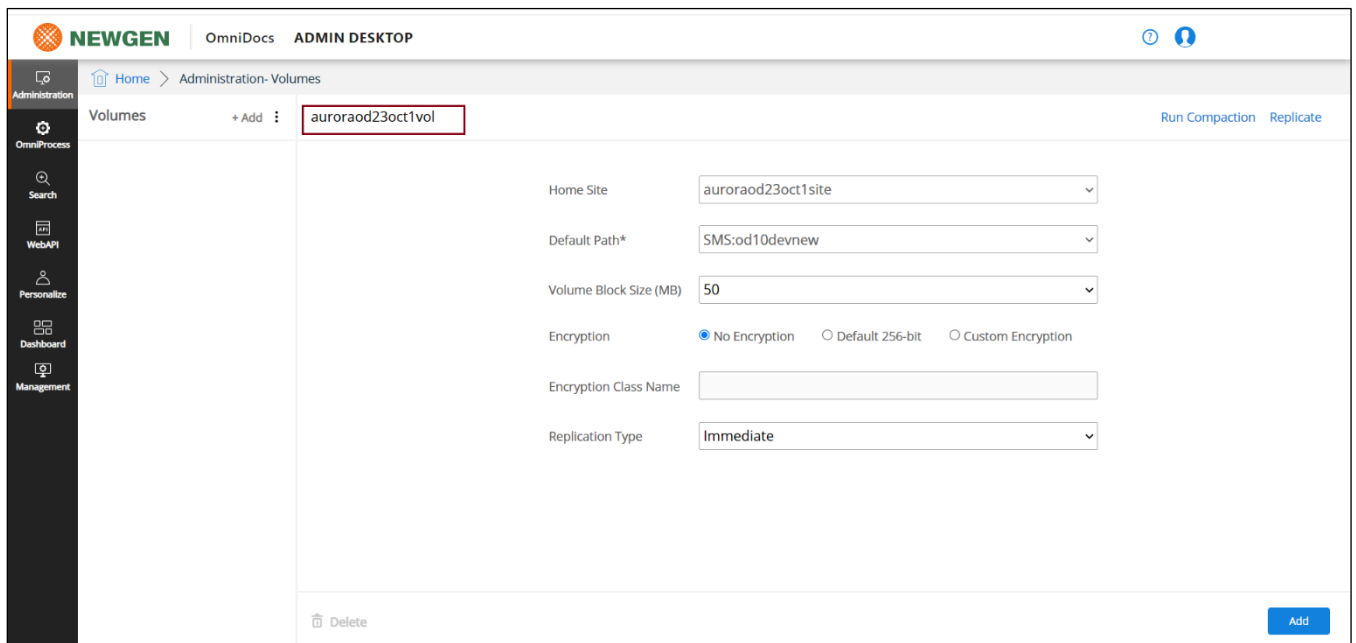 NEWGEN OmniDocs ADMIN DESKTOP ?
Administration
OmniProcess
Search
API
WebAPI
Personalize
Dashboard
Management
Home > Administration- Volumes
Volumes + Add
auroraod23oct1vol Run Compaction Replicate
Home Site auroraod23oct1site
Default Path* SMS:od10devnew
Volume Block Size (MB) 50
Encryption No Encryption Default 256-bit Custom Encryption
Encryption Class Name
Replication Type Immediate
Delete Add